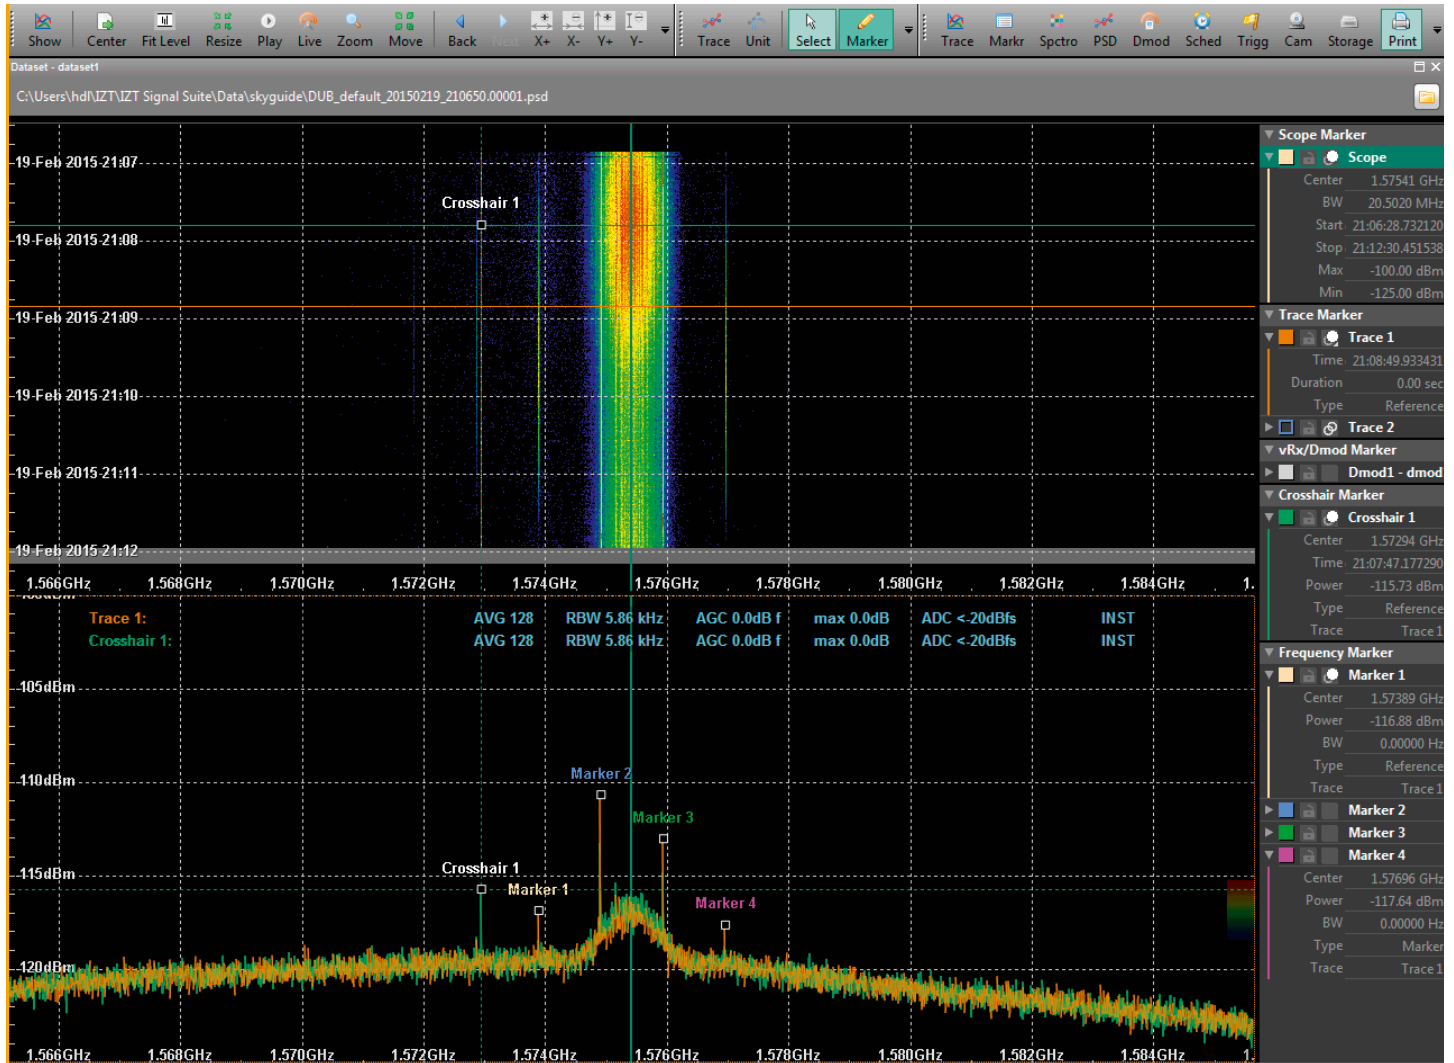 Show Center Fit Level Resize Play Live Zoom Move Back Next X+ X- Y+ Y- Trace Unit Select Marker Trace Markr Spctro PSD Dmod Sched Trigg Cam Storage Print
Dataset - dataset1
C:\Users\hdl\IZT\IZT Signal Suite\Data\skyguide\DUB_default_20150219_210650.00001.psd
19 Feb 2015 21:07
Crosshair 1
19 Feb 2015 21:08
19 Feb 2015 21:09
19 Feb 2015 21:10
19 Feb 2015 21:11
19 Feb 2015 21:12
1.566GHz 1.568GHz 1.570GHz 1.572GHz 1.574GHz 1.576GHz 1.578GHz 1.580GHz 1.582GHz 1.584GHz 1.
Trace 1: AVG 128 RBW 5.86 kHz AGC 0.0dB f max 0.0dB ADC <-20dBfs INST
Crosshair 1: AVG 128 RBW 5.86 kHz AGC 0.0dB f max 0.0dB ADC <-20dBfs INST
-105dBm
-110dBm
Marker 2
Marker 3
-115dBm
Crosshair 1
Marker 1
Marker 4
-120dBm
1.566GHz 1.568GHz 1.570GHz 1.572GHz 1.574GHz 1.576GHz 1.578GHz 1.580GHz 1.582GHz 1.584GHz 1.
Scope Marker
Scope
Center 1.57541 GHz
BW 20.5020 MHz
Start 21:06:28.732120
Stop 21:12:30.451538
Max -100.00 dBm
Min -125.00 dBm
Trace Marker
Trace 1
Time 21:08:49.933431
Duration 0.00 sec
Type Reference
Trace 2
vRx/Dmod Marker
Dmod1 - dmod
Crosshair Marker
Crosshair 1
Center 1.57294 GHz
Time 21:07:47.177290
Power -115.73 dBm
Type Reference
Trace Trace1
Frequency Marker
Marker 1
Center 1.57389 GHz
Power -116.88 dBm
BW 0.00000 Hz
Type Reference
Trace Trace1
Marker 2
Marker 3
Marker 4
Center 1.57696 GHz
Power -117.64 dBm
BW 0.00000 Hz
Type Marker
Trace Trace1